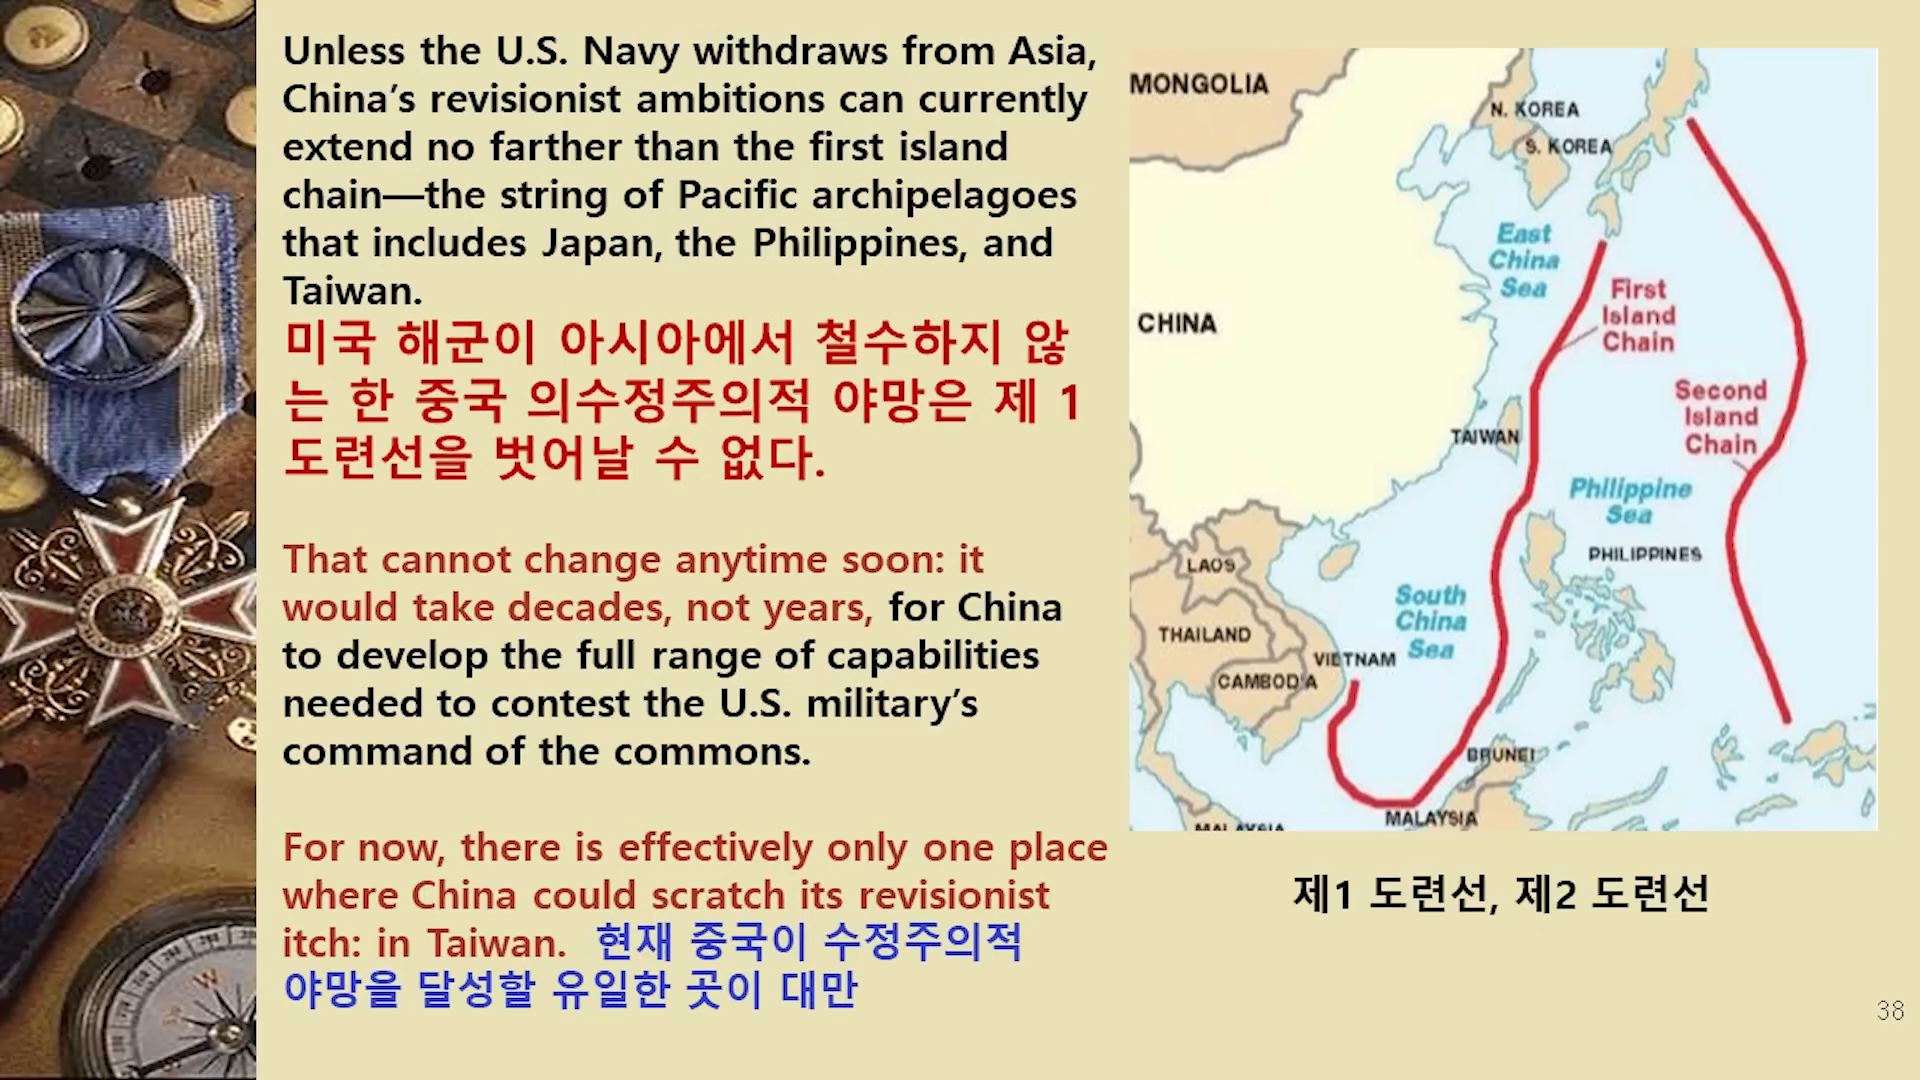 Unless the U.S. Navy withdraws from Asia,
China’s revisionist ambitions can currently
extend no farther than the first island
chain—the string of Pacific archipelagoes
that includes Japan, the Philippines, and
Taiwan.
미국 해군이 아시아에서 철수하지 않
는 한 중국 의수정주의적 야망은 제 1
도련선을 벗어날 수 없다.
That cannot change anytime soon: it
would take decades, not years, for China
to develop the full range of capabilities
needed to contest the U.S. military’s
command of the commons.
For now, there is effectively only one place
where China could scratch its revisionist
itch: in Taiwan. 현재 중국이 수정주의적
야망을 달성할 유일한 곳이 대만
MONGOLIA
N. KOREA
S. KOREA
East
China
Sea
First
Island
Chain
CHINA
Second
Island
Chain
TAIWAN
Philippine
Sea
PHILIPPINES
LAOS
South
China
Sea
THAILAND
VIETNAM
CAMBODIA
BRUNEI
MALAYSIA
MALAYSIA
제1 도련선, 제2 도련선
38
W